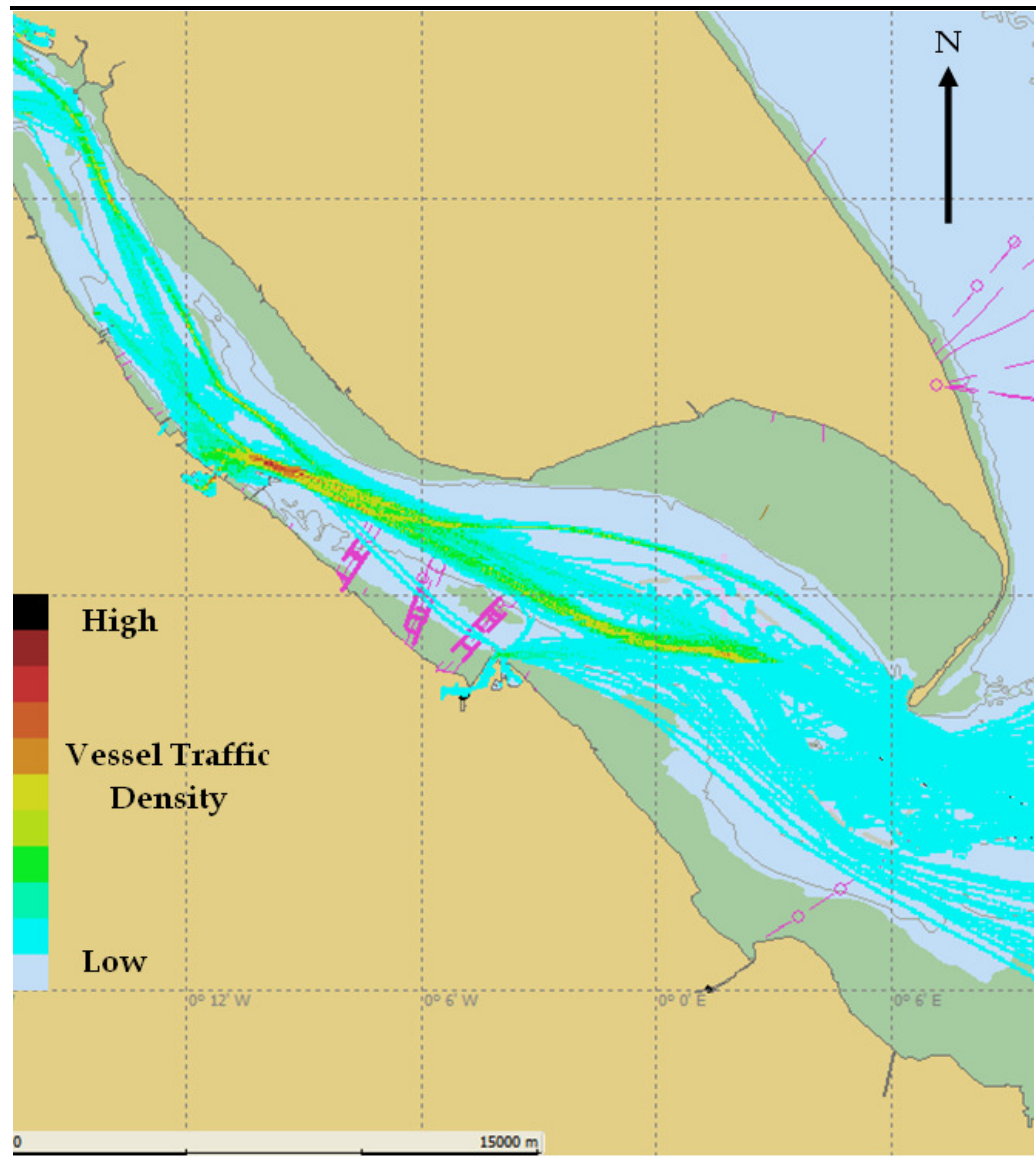 N
High
Vessel Traffic
Density
Low
0° 12' W
0° 6' W
0° 0' E
0° 6' E
0
15000 m